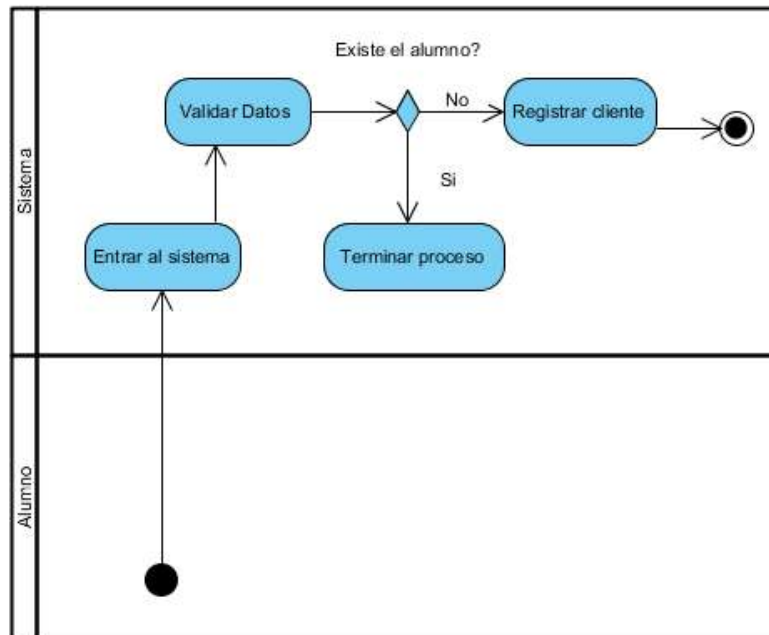 Existe el alumno?
Validar Datos
No
Registrar cliente
Si
Sistema
Entrar al sistema
Terminar proceso
Alumno